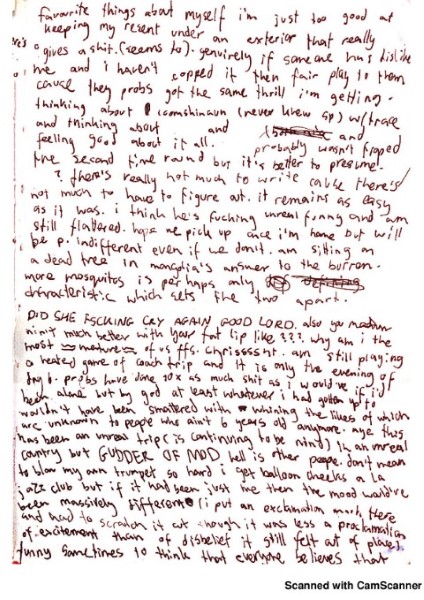 favourite things about myself i'm just too good at
keeping my resent under an exterior that really
gives a shit. (seems to). genuinely if someone has dislike
me and i haven't copped it then fair play to them
cause they probs got the same thrill i'm getting.
thinking about (never knew sp) w/
and thinking about and and
feeling good about it all. probably wasn't
the second time round but it's better to presume.
? there's really not much to write cause there's
not much to have to figure out. it remains as easy
as it was. i think he's fucking unreal funny and am
still flattered. hope we pick up once i'm home but will
be p. indifferent even if we don't. am sitting on
a dead tree in mongolia's answer to the burren.
more mosquitos is perhaps only defining
characteristic which sets the two apart.
DID SHE FSCKING CRY AGAIN GOOD LORD. also you
ain't much better with your fat lip like ???. why am i the
most mature of us ffs. chrisssssht. am still playing
a heated game of coach trip and it is only the evening of
day 6. probs have done 10x as much shit as i would've if i'd
been alone but by god at least whatever i had gotten up to
wouldn't have been smattered with whining the likes of which
are unknown to people who ain't 6 years old anymore. aye this
has been an unreal trip (is continuing to be mind) in an unreal
country but GUDDER OF MOD hell is other people. don't mean
to blow my own trumpet so hard i get balloon cheeks a la
jazz club but if it had been just me then the mood would've
been massively different (i put an exclamation mark there
and had to scratch it out though it was less a proclamation
of excitement than of disbelief it still felt out of place)
funny sometimes to think that everyone believes that
Scanned with CamScanner